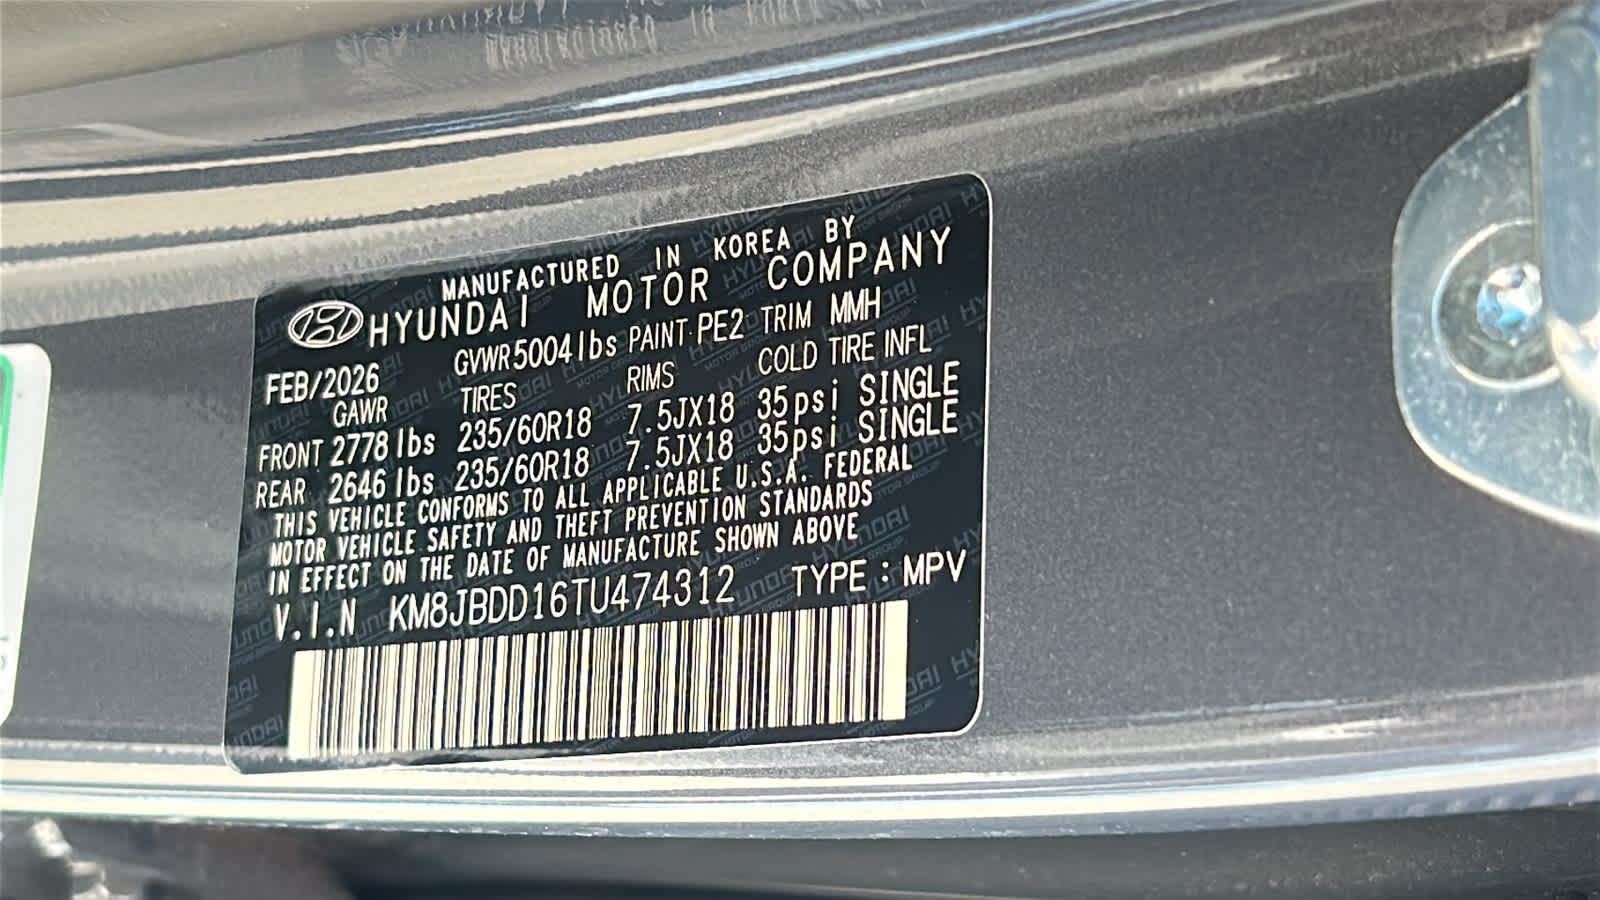 MANUFACTURED IN KOREA BY
HYUNDAI MOTOR COMPANY
FEB/2026 GVWR 5004 lbs PAINT PE2 TRIM MMH
GAWR TIRES RIMS COLD TIRE INFL
FRONT 2778 lbs 235/60R18 7.5JX18 35psi SINGLE
REAR 2646 lbs 235/60R18 7.5JX18 35psi SINGLE
THIS VEHICLE CONFORMS TO ALL APPLICABLE U.S.A. FEDERAL
MOTOR VEHICLE SAFETY AND THEFT PREVENTION STANDARDS
IN EFFECT ON THE DATE OF MANUFACTURE SHOWN ABOVE
V.I.N KM8JBDD16TU474312 TYPE : MPV